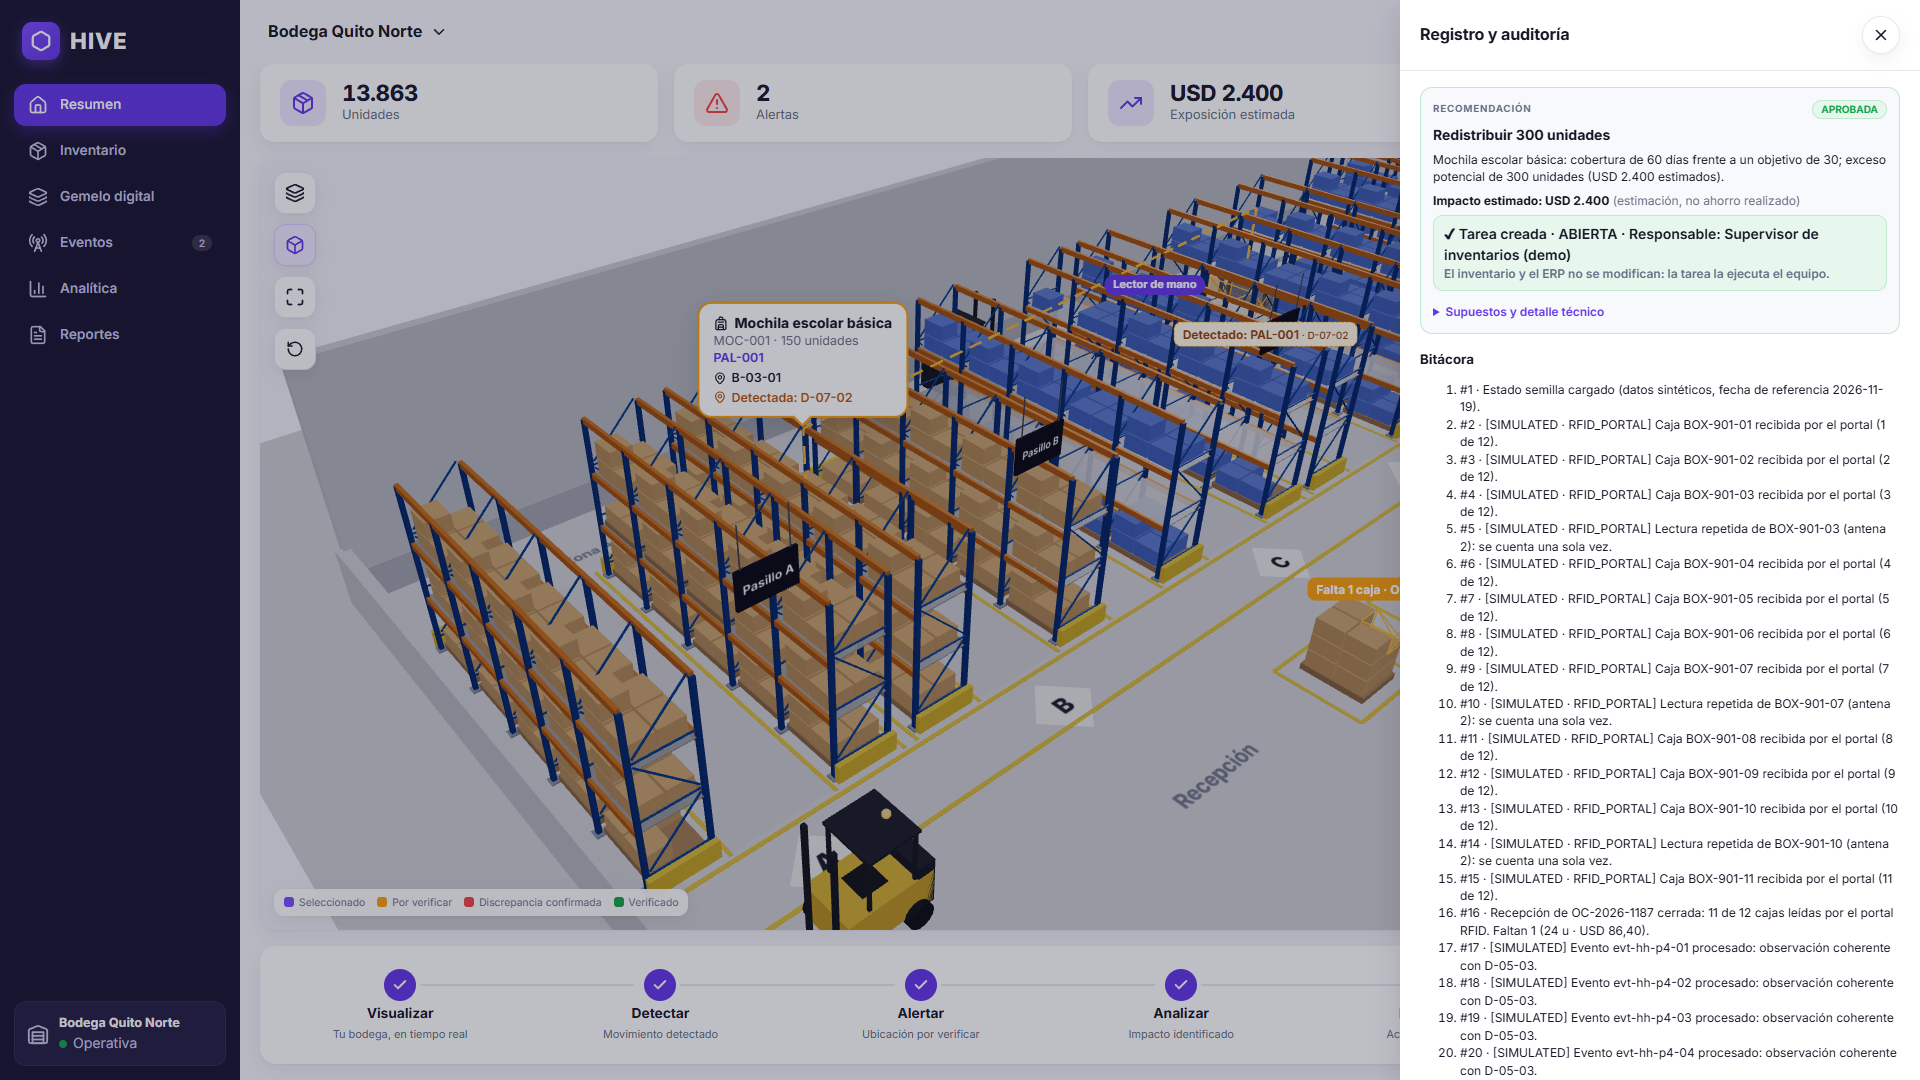 HIVE
Resumen
Inventario
Gemelo digital
Eventos
2
Analítica
Reportes
Bodega Quito Norte
Operativa
Bodega Quito Norte
13.863
Unidades
2
Alertas
USD 2.400
Exposición estimada
Mochila escolar básica
MOC-001 · 150 unidades
PAL-001
B-03-01
Detectada: D-07-02
Lector de mano
Detectado: PAL-001 · D-07-02
Pasillo B
Pasillo A
C
Falta 1 caja · O
B
Recepción
Seleccionado
Por verificar
Discrepancia confirmada
Verificado
Visualizar
Tu bodega, en tiempo real
Detectar
Movimiento detectado
Alertar
Ubicación por verificar
Analizar
Impacto identificado
Ac
Registro y auditoría
RECOMENDACIÓN
APROBADA
Redistribuir 300 unidades
Mochila escolar básica: cobertura de 60 días frente a un objetivo de 30; exceso
potencial de 300 unidades (USD 2.400 estimados).
Impacto estimado: USD 2.400 (estimación, no ahorro realizado)
✓ Tarea creada · ABIERTA · Responsable: Supervisor de
inventarios (demo)
El inventario y el ERP no se modifican: la tarea la ejecuta el equipo.
▶ Supuestos y detalle técnico
Bitácora
1. #1 · Estado semilla cargado (datos sintéticos, fecha de referencia 2026-11-
19).
2. #2 · [SIMULATED · RFID_PORTAL] Caja BOX-901-01 recibida por el portal (1
de 12).
3. #3 · [SIMULATED · RFID_PORTAL] Caja BOX-901-02 recibida por el portal (2
de 12).
4. #4 · [SIMULATED · RFID_PORTAL] Caja BOX-901-03 recibida por el portal (3
de 12).
5. #5 · [SIMULATED · RFID_PORTAL] Lectura repetida de BOX-901-03 (antena
2): se cuenta una sola vez.
6. #6 · [SIMULATED · RFID_PORTAL] Caja BOX-901-04 recibida por el portal (4
de 12).
7. #7 · [SIMULATED · RFID_PORTAL] Caja BOX-901-05 recibida por el portal (5
de 12).
8. #8 · [SIMULATED · RFID_PORTAL] Caja BOX-901-06 recibida por el portal (6
de 12).
9. #9 · [SIMULATED · RFID_PORTAL] Caja BOX-901-07 recibida por el portal (7
de 12).
10. #10 · [SIMULATED · RFID_PORTAL] Lectura repetida de BOX-901-07 (antena
2): se cuenta una sola vez.
11. #11 · [SIMULATED · RFID_PORTAL] Caja BOX-901-08 recibida por el portal (8
de 12).
12. #12 · [SIMULATED · RFID_PORTAL] Caja BOX-901-09 recibida por el portal (9
de 12).
13. #13 · [SIMULATED · RFID_PORTAL] Caja BOX-901-10 recibida por el portal (10
de 12).
14. #14 · [SIMULATED · RFID_PORTAL] Lectura repetida de BOX-901-10 (antena
2): se cuenta una sola vez.
15. #15 · [SIMULATED · RFID_PORTAL] Caja BOX-901-11 recibida por el portal (11
de 12).
16. #16 · Recepción de OC-2026-1187 cerrada: 11 de 12 cajas leídas por el portal
RFID. Faltan 1 (24 u · USD 86,40).
17. #17 · [SIMULATED] Evento evt-hh-p4-01 procesado: observación coherente
con D-05-03.
18. #18 · [SIMULATED] Evento evt-hh-p4-02 procesado: observación coherente
con D-05-03.
19. #19 · [SIMULATED] Evento evt-hh-p4-03 procesado: observación coherente
con D-05-03.
20. #20 · [SIMULATED] Evento evt-hh-p4-04 procesado: observación coherente
con D-05-03.